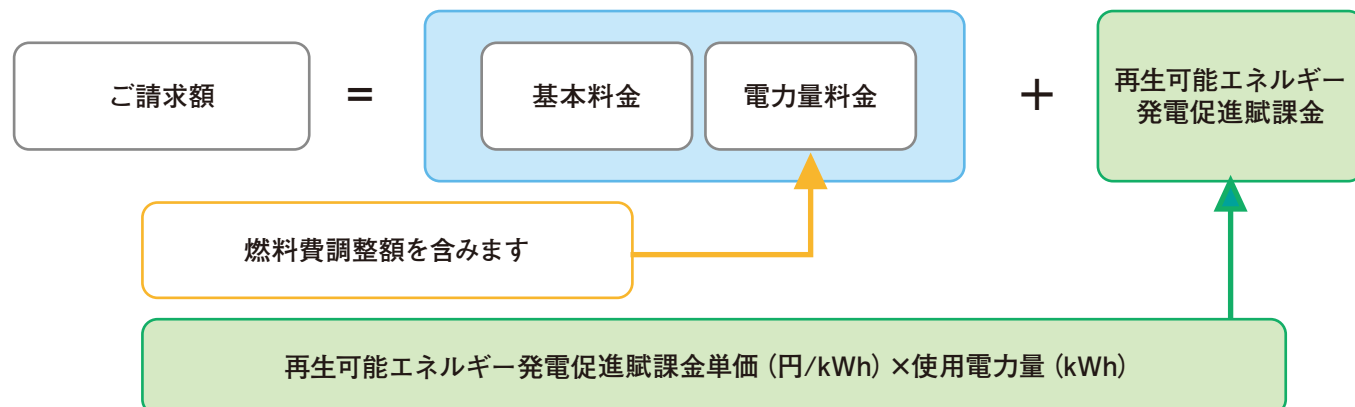 ご請求額 = 基本料金 電力量料金 + 再生可能エネルギー
発電促進賦課金
燃料費調整額を含みます
再生可能エネルギー発電促進賦課金単価（円/kWh）×使用電力量（kWh）